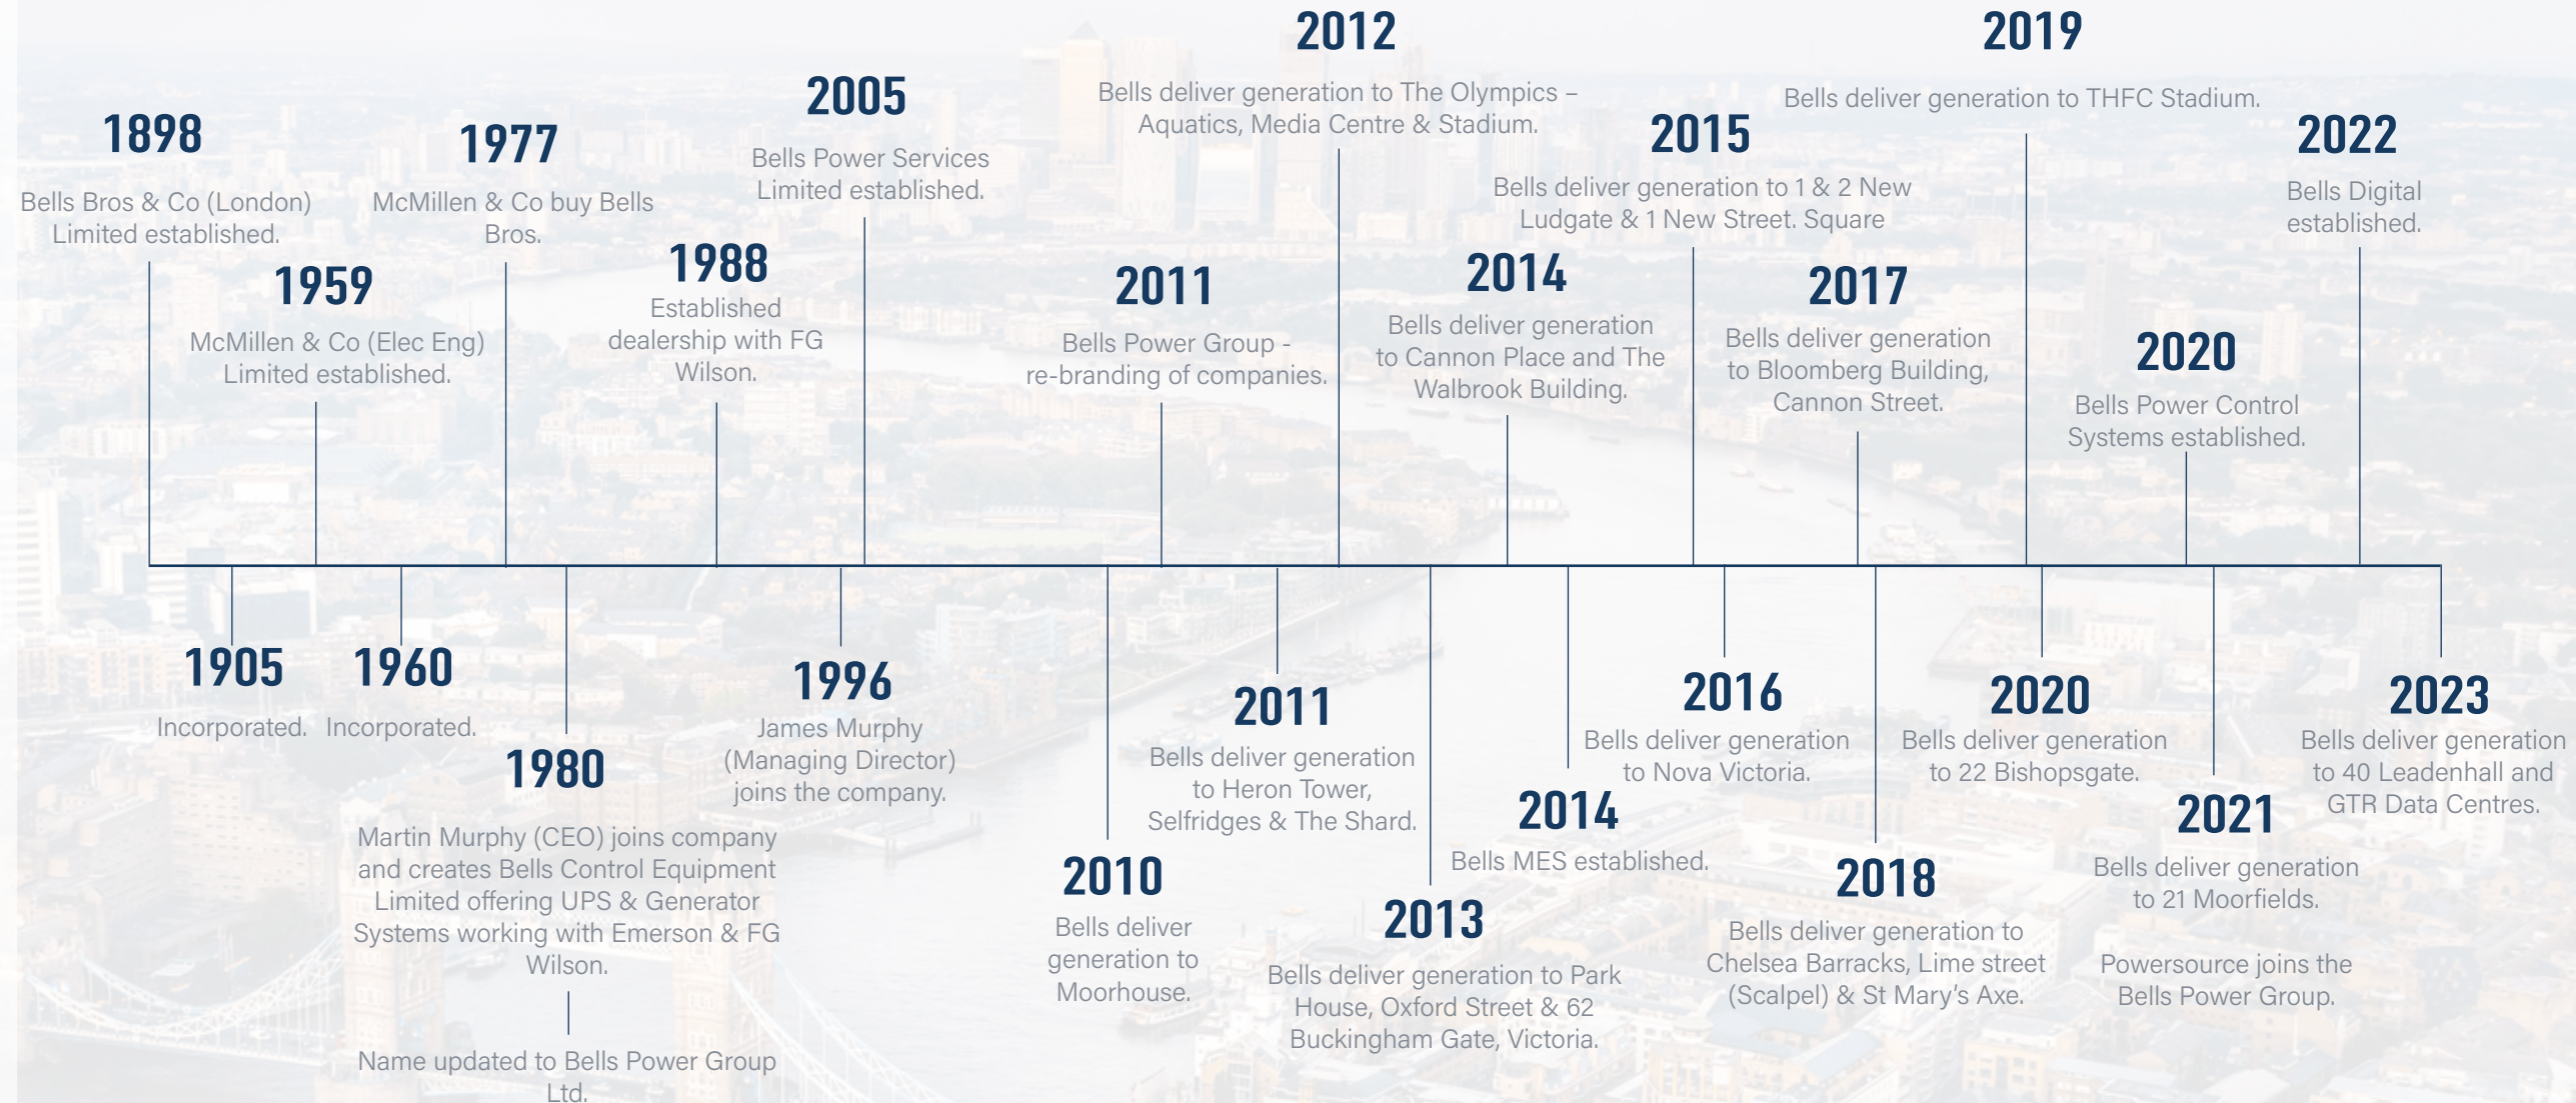 1898
Bells Bros & Co (London)
Limited established.
1905
Incorporated.
1959
McMillen & Co (Elec Eng)
Limited established.
1960
Incorporated.
1977
McMillen & Co buy Bells
Bros.
1980
Martin Murphy (CEO) joins company
and creates Bells Control Equipment
Limited offering UPS & Generator
Systems working with Emerson & FG
Wilson.
Name updated to Bells Power Group
Ltd.
1988
Established
dealership with FG
Wilson.
1996
James Murphy
(Managing Director)
joins the company.
2005
Bells Power Services
Limited established.
2010
Bells deliver
generation to
Moorhouse.
2011
Bells Power Group -
re-branding of companies.
2011
Bells deliver generation
to Heron Tower,
Selfridges & The Shard.
2012
Bells deliver generation to The Olympics –
Aquatics, Media Centre & Stadium.
2013
Bells deliver generation to Park
House, Oxford Street & 62
Buckingham Gate, Victoria.
2014
Bells deliver generation
to Cannon Place and The
Walbrook Building.
2014
Bells MES established.
2015
Bells deliver generation to 1 & 2 New
Ludgate & 1 New Street. Square
2016
Bells deliver generation
to Nova Victoria.
2017
Bells deliver generation
to Bloomberg Building,
Cannon Street.
2018
Bells deliver generation to
Chelsea Barracks, Lime street
(Scalpel) & St Mary's Axe.
2019
Bells deliver generation to THFC Stadium.
2020
Bells deliver generation
to 22 Bishopsgate.
2020
Bells Power Control
Systems established.
2021
Bells deliver generation
to 21 Moorfields.
Powersource joins the
Bells Power Group.
2022
Bells Digital
established.
2023
Bells deliver generation
to 40 Leadenhall and
GTR Data Centres.